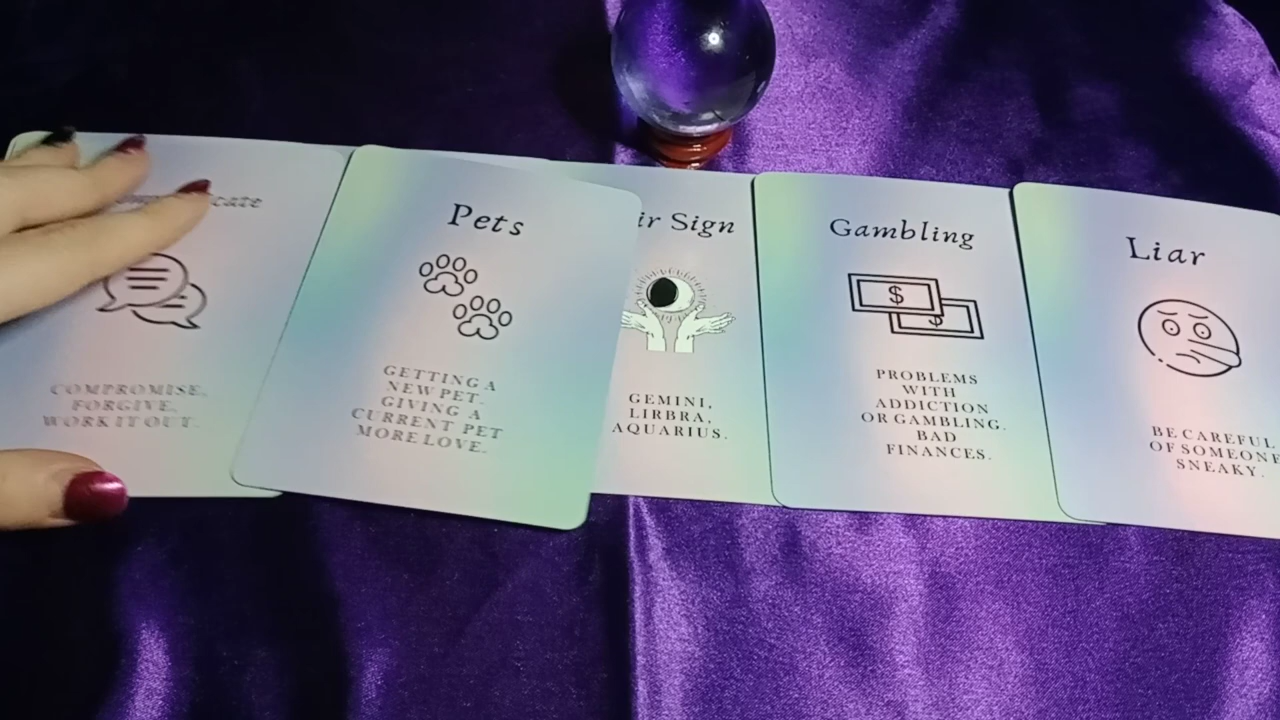 cate
COMPROMISE,
FORGIVE,
WORK IT OUT.
Pets
GETTING A
NEW PET.
GIVING A
CURRENT PET
MORE LOVE.
ir Sign
GEMINI,
LIRBRA,
AQUARIUS.
Gambling
$
$
PROBLEMS
WITH
ADDICTION
OR GAMBLING.
BAD
FINANCES.
Liar
BE CAREFUL
OF SOMEONE
SNEAKY.